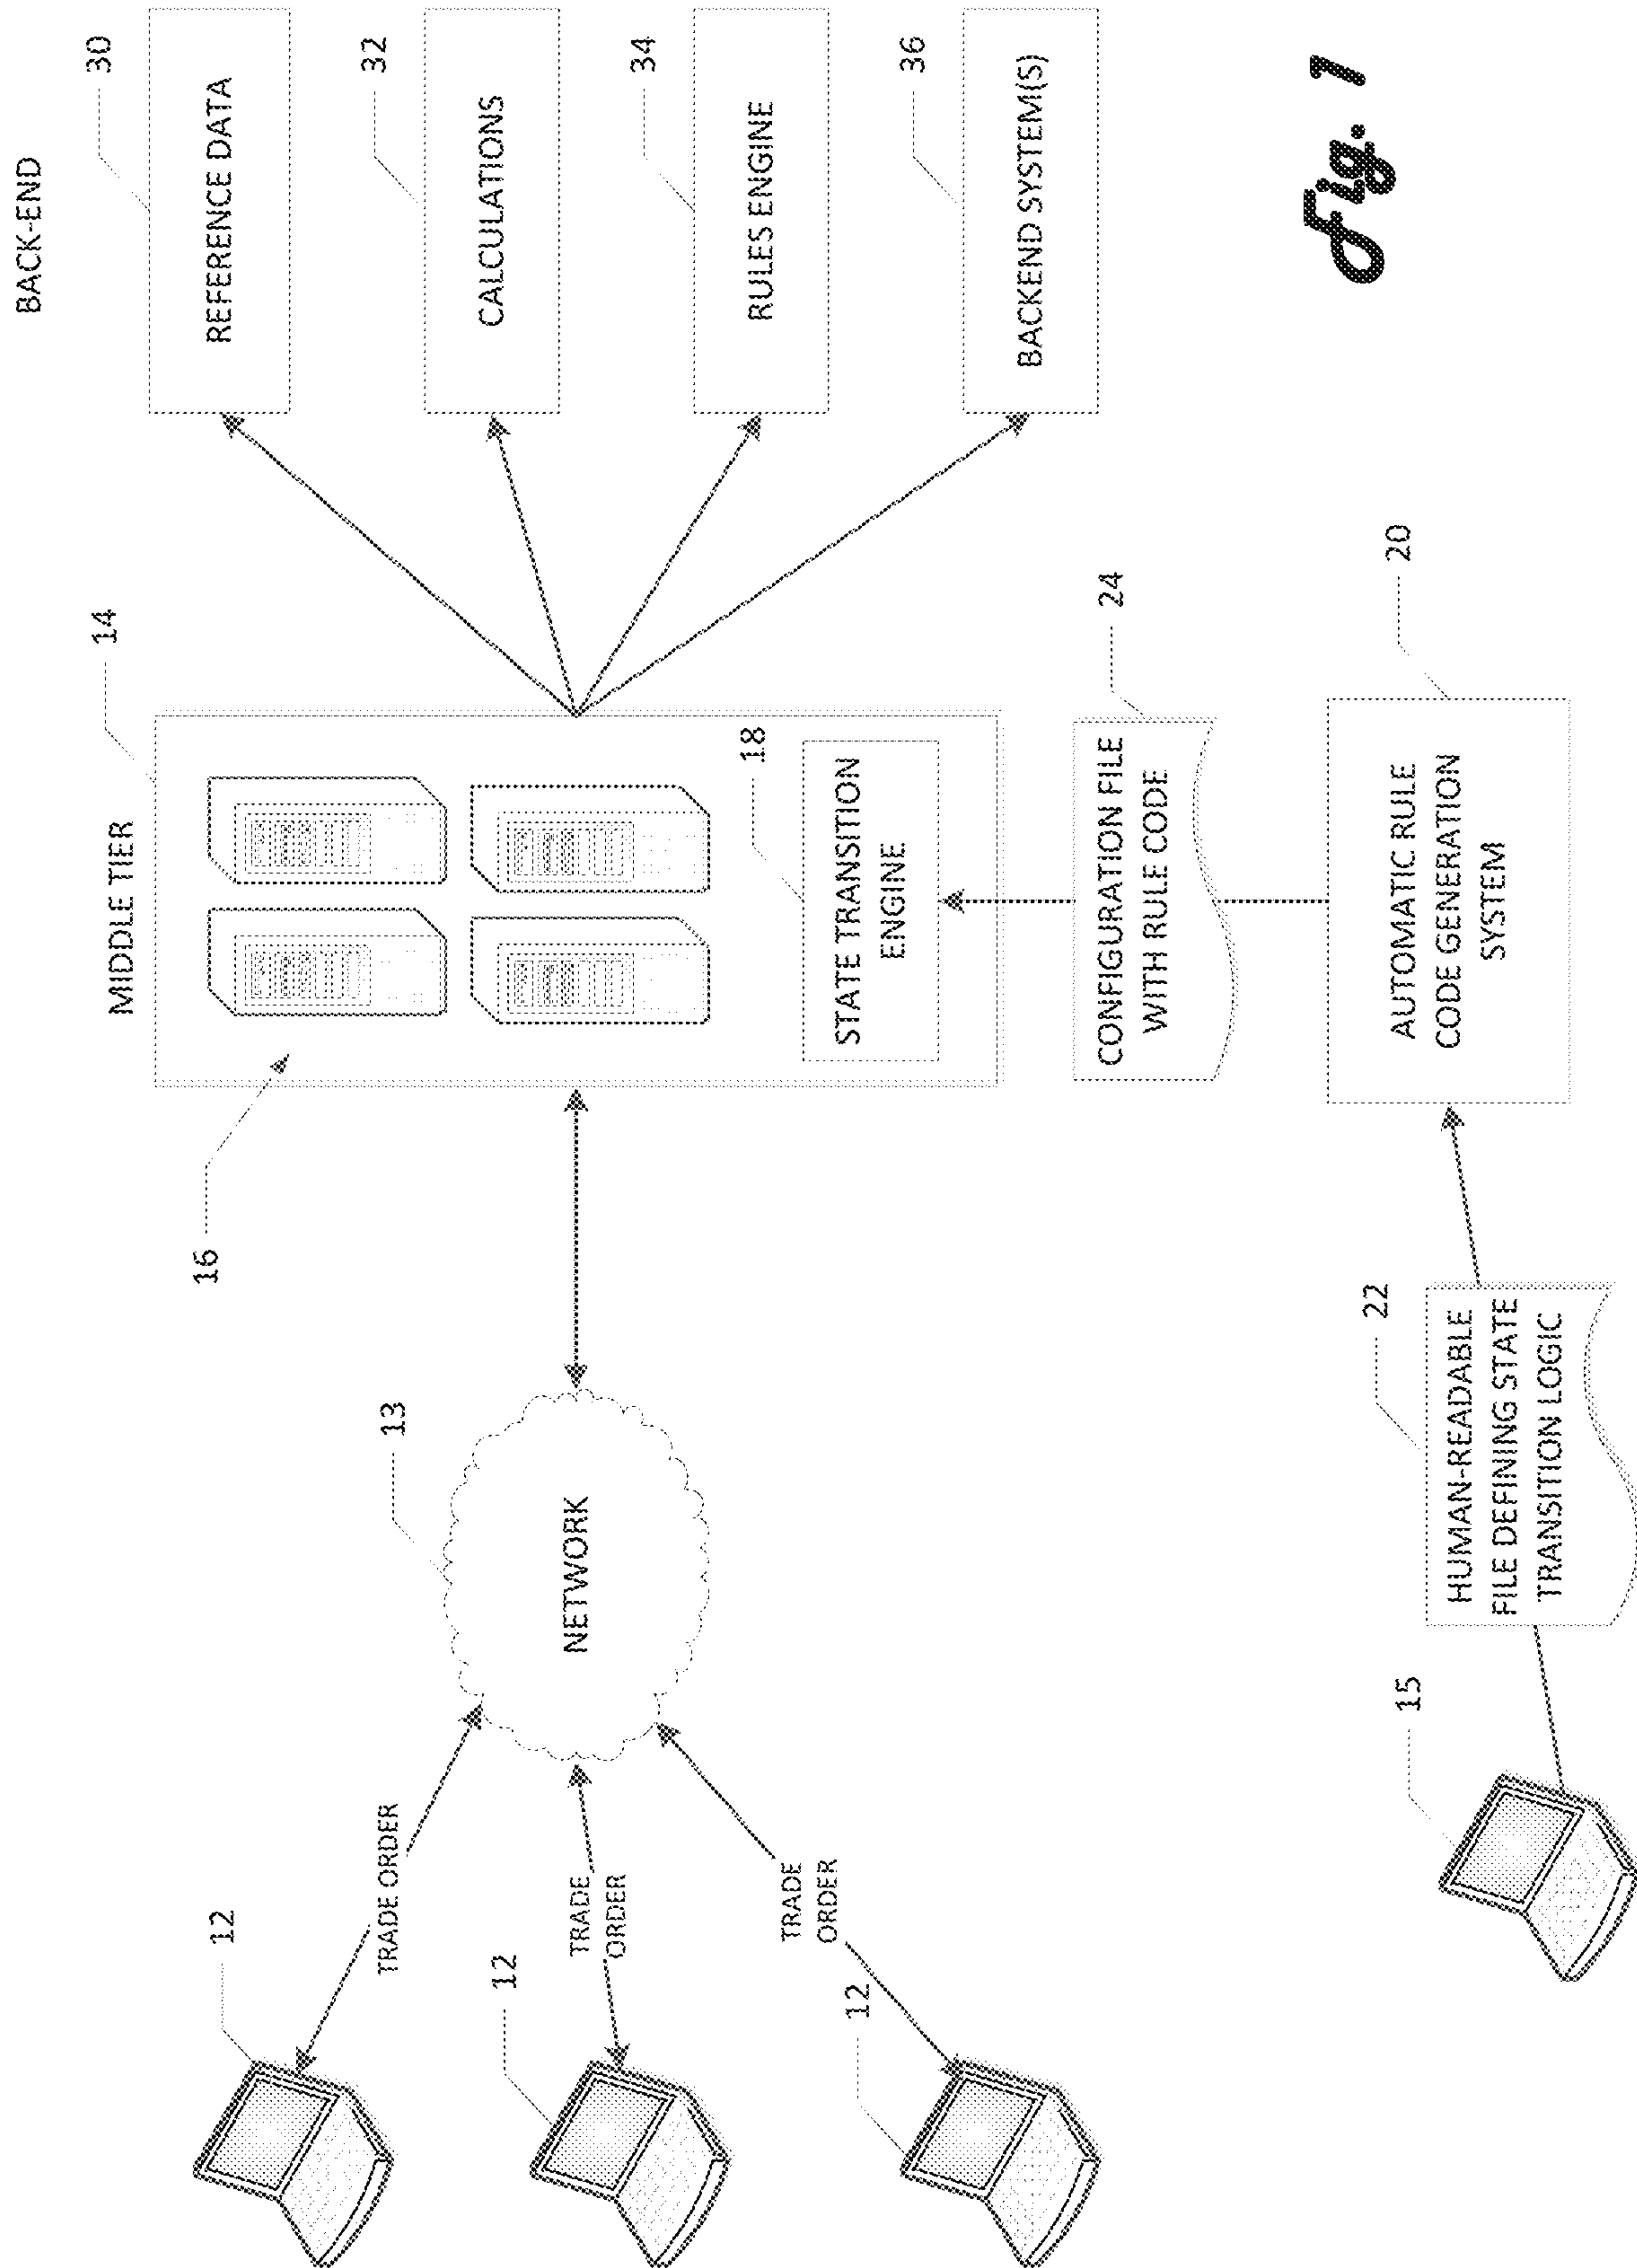 BACK-END
MIDDLE TIER
14
30
REFERENCE DATA
32
CALCULATIONS
34
RULES ENGINE
36
BACKEND SYSTEM(S)
16
18
STATE TRANSITION
ENGINE
13
NETWORK
12
TRADE ORDER
12
TRADE
ORDER
12
TRADE
ORDER
24
CONFIGURATION FILE
WITH RULE CODE
20
AUTOMATIC RULE
CODE GENERATION
SYSTEM
22
HUMAN-READABLE
FILE DEFINING STATE
TRANSITION LOGIC
15
Fig. 1